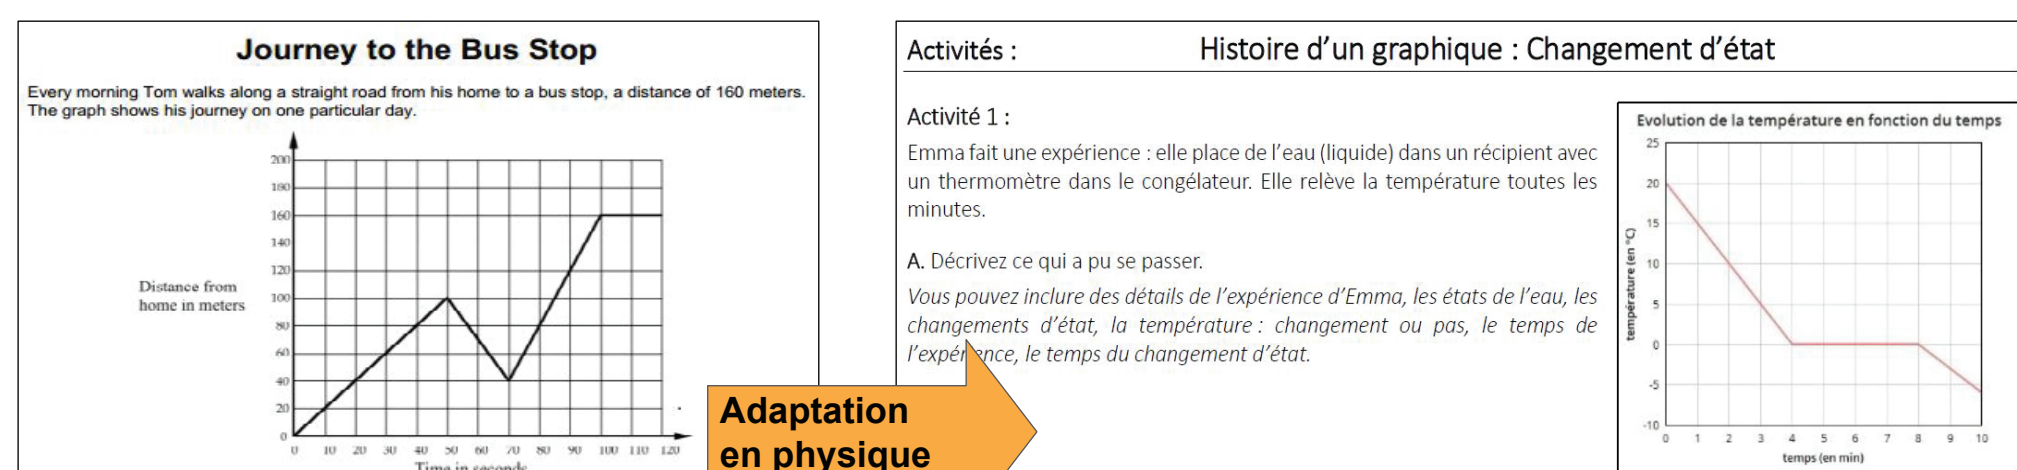 Journey to the Bus Stop
Every morning Tom walks along a straight road from his home to a bus stop, a distance of 160 meters.
The graph shows his journey on one particular day.
200
180
160
140
120
100
80
60
40
20
0
Distance from
home in meters
0 10 20 30 40 50 60 70 80 90 100 110 120
Time in seconds
Adaptation
en physique
Activités : Histoire d’un graphique : Changement d’état
Activité 1 :
Emma fait une expérience : elle place de l’eau (liquide) dans un récipient avec
un thermomètre dans le congélateur. Elle relève la température toutes les
minutes.
A. Décrivez ce qui a pu se passer.
Vous pouvez inclure des détails de l’expérience d’Emma, les états de l’eau, les
changements d’état, la température : changement ou pas, le temps de
l’expérience, le temps du changement d’état.
Evolution de la température en fonction du temps
25
20
15
10
5
0
-5
-10
température (en °C)
0 1 2 3 4 5 6 7 8 9 10
temps (en min)